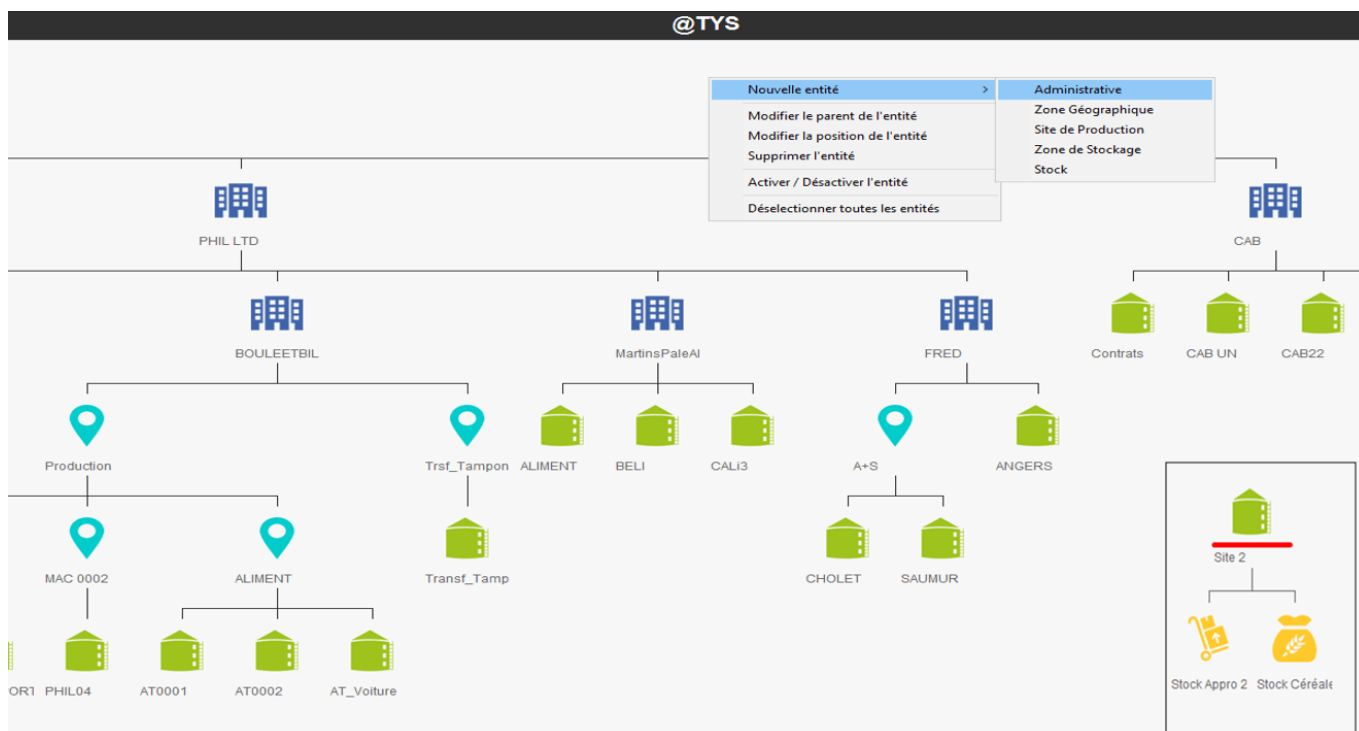 @TYS
Nouvelle entité > Administrative
Zone Géographique
Modifier le parent de l'entité
Site de Production
Modifier la position de l'entité
Zone de Stockage
Supprimer l'entité
Stock
Activer / Désactiver l'entité
Déselectionner toutes les entités
PHIL LTD CAB
BOULEETBIL MartinsPaleAl FRED Contrats CAB UN CAB22
Production Trsf_Tampon ALIMENT BELI CALi3 A+S ANGERS
Site 2
MAC 0002 ALIMENT Transf_Tamp CHOLET SAUMUR
Stock Appro 2 Stock Céréale
ORT PHIL04 AT0001 AT0002 AT_Voiture